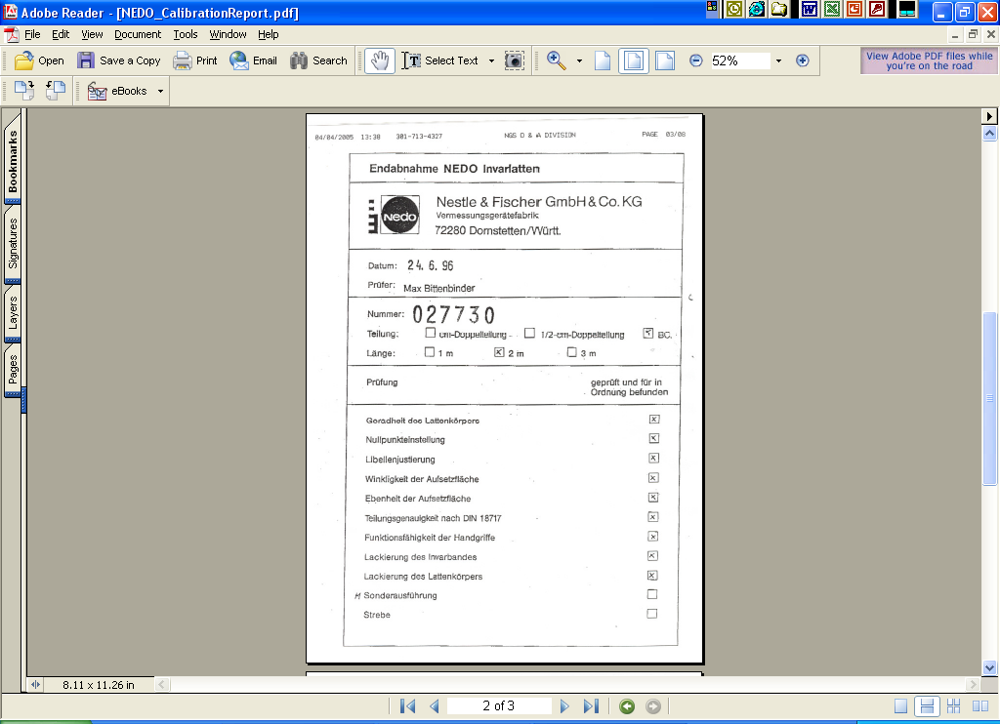 Adobe Reader - [NEDO_CalibrationReport.pdf]
File Edit View Document Tools Window Help
Open Save a Copy Print Email Search Select Text 52%
View Adobe PDF files while
you're on the road
eBooks
Bookmarks
Signatures
Layers
Pages
04/04/2005 13:38 301-713-4327 NGS O & A DIVISION PAGE 03/08
Endabnahme NEDO Invarlatten
Nedo
Nestle & Fischer GmbH & Co. KG
Vermessungsgerätefabrik
72280 Dornstetten/Württ.
Datum: 24. 6. 96
Prüfer: Max Bittenbinder
Nummer: 027730
Teilung: cm-Doppelteilung - 1/2-cm-Doppelteilung BC.
Länge: 1 m 2 m 3 m
Prüfung geprüft und für in
Ordnung befunden
Geradheit des Lattenkörpers
Nullpunkteinstellung
Libellenjustierung
Winkligkeit der Aufsetzfläche
Ebenheit der Aufsetzfläche
Teilungsgenauigkeit nach DIN 18717
Funktionsfähigkeit der Handgriffe
Lackierung des Invarbandes
Lackierung des Lattenkörpers
Sonderausführung
Strebe
8.11 x 11.26 in
2 of 3